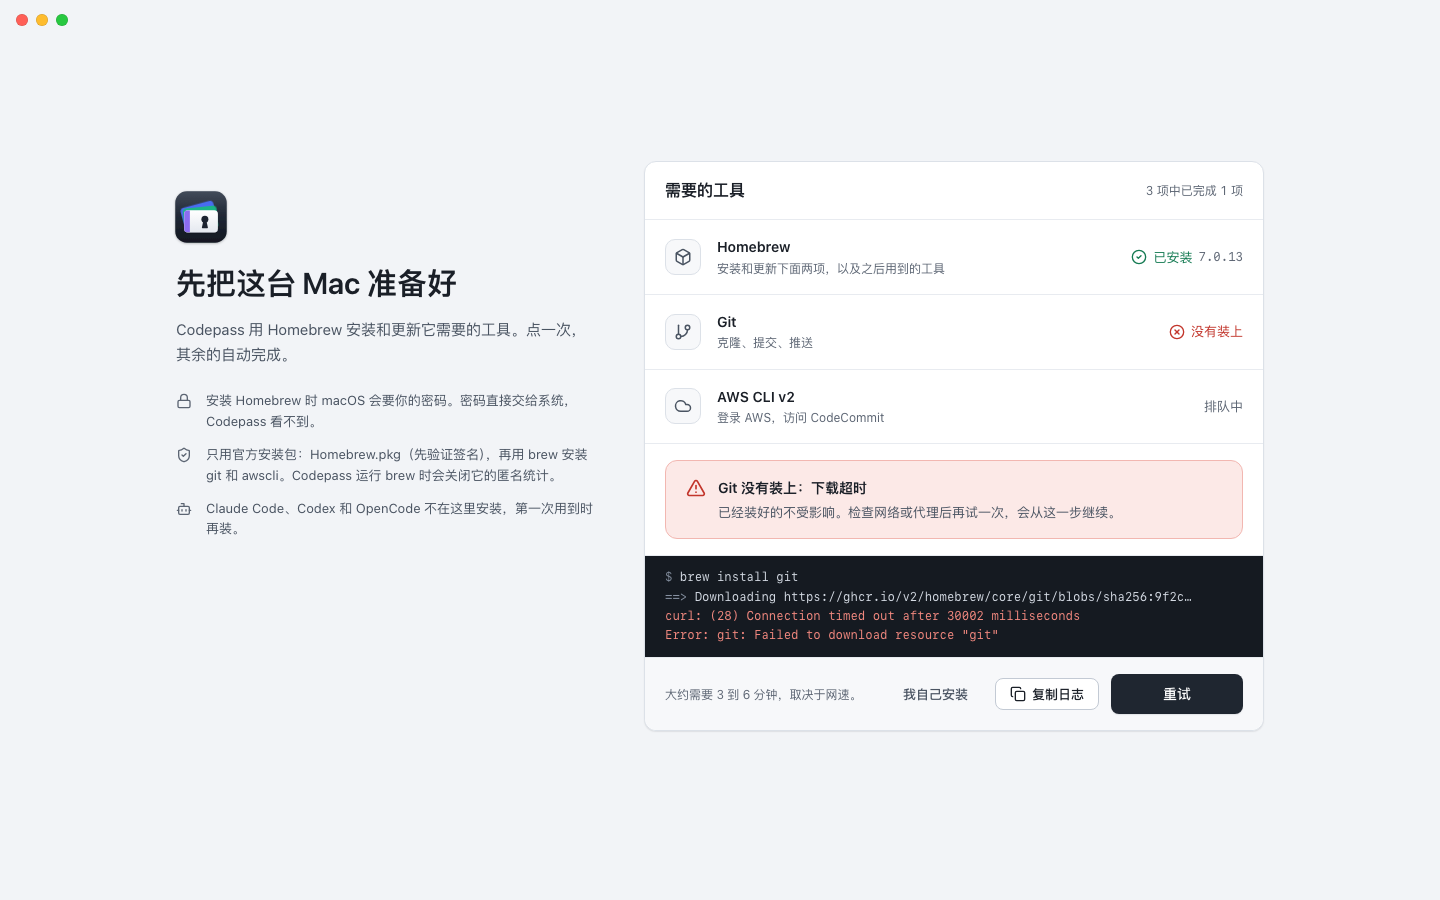 先把这台 Mac 准备好
Codepass 用 Homebrew 安装和更新它需要的工具。点一次，
其余的自动完成。
安装 Homebrew 时 macOS 会要你的密码。密码直接交给系统，
Codepass 看不到。
只用官方安装包：Homebrew.pkg（先验证签名），再用 brew 安装
git 和 awscli。Codepass 运行 brew 时会关闭它的匿名统计。
Claude Code、Codex 和 OpenCode 不在这里安装，第一次用到时
再装。
需要的工具
3 项中已完成 1 项
Homebrew
安装和更新下面两项，以及之后用到的工具
已安装 7.0.13
Git
克隆、提交、推送
没有装上
AWS CLI v2
登录 AWS，访问 CodeCommit
排队中
Git 没有装上：下载超时
已经装好的不受影响。检查网络或代理后再试一次，会从这一步继续。
$ brew install git
==> Downloading https://ghcr.io/v2/homebrew/core/git/blobs/sha256:9f2c…
curl: (28) Connection timed out after 30002 milliseconds
Error: git: Failed to download resource "git"
大约需要 3 到 6 分钟，取决于网速。
我自己安装
复制日志
重试